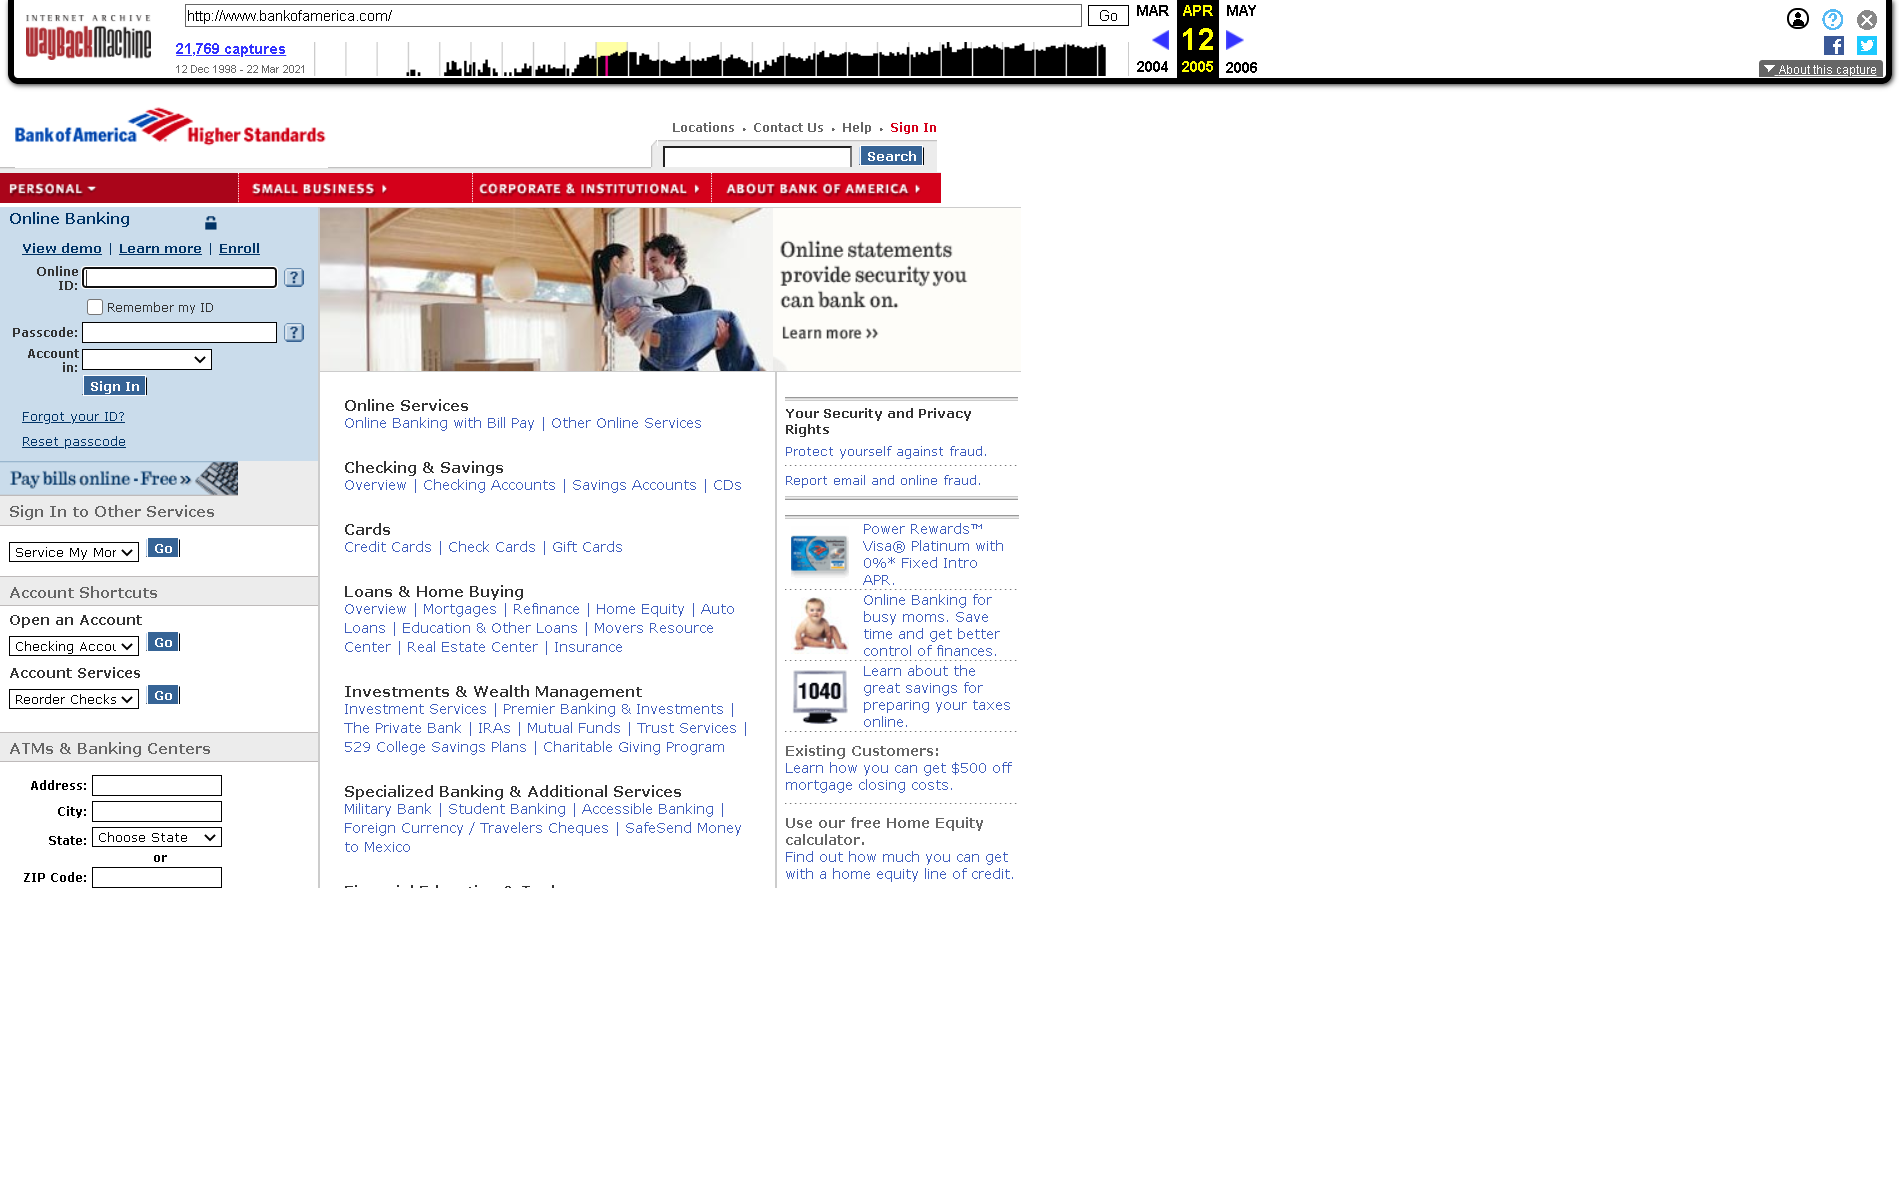 INTERNET ARCHIVE
WayBackMachine
http://www.bankofamerica.com/
Go
MAR APR MAY
21,769 captures
12
12 Dec 1998 - 22 Mar 2021
2004 2005 2006
?
About this capture
Bank of America Higher Standards
Locations • Contact Us • Help • Sign In
Search
PERSONAL
SMALL BUSINESS
CORPORATE & INSTITUTIONAL
ABOUT BANK OF AMERICA
Online Banking
View demo | Learn more | Enroll
Online
ID:
?
Remember my ID
Passcode:
?
Account
in:
Sign In
Forgot your ID?
Reset passcode
Pay bills online - Free »
Sign In to Other Services
Service My Mor
Go
Account Shortcuts
Open an Account
Checking Accou
Go
Account Services
Reorder Checks
Go
ATMs & Banking Centers
Address:
City:
State: Choose State
or
ZIP Code:
Online statements
provide security you
can bank on.
Learn more >>
Online Services
Online Banking with Bill Pay | Other Online Services
Checking & Savings
Overview | Checking Accounts | Savings Accounts | CDs
Cards
Credit Cards | Check Cards | Gift Cards
Loans & Home Buying
Overview | Mortgages | Refinance | Home Equity | Auto
Loans | Education & Other Loans | Movers Resource
Center | Real Estate Center | Insurance
Investments & Wealth Management
Investment Services | Premier Banking & Investments |
The Private Bank | IRAs | Mutual Funds | Trust Services |
529 College Savings Plans | Charitable Giving Program
Specialized Banking & Additional Services
Military Bank | Student Banking | Accessible Banking |
Foreign Currency / Travelers Cheques | SafeSend Money
to Mexico
Your Security and Privacy
Rights
Protect yourself against fraud.
Report email and online fraud.
Power Rewards™
Visa® Platinum with
0%* Fixed Intro
APR.
Online Banking for
busy moms. Save
time and get better
control of finances.
1040
Learn about the
great savings for
preparing your taxes
online.
Existing Customers:
Learn how you can get $500 off
mortgage closing costs.
Use our free Home Equity
calculator.
Find out how much you can get
with a home equity line of credit.